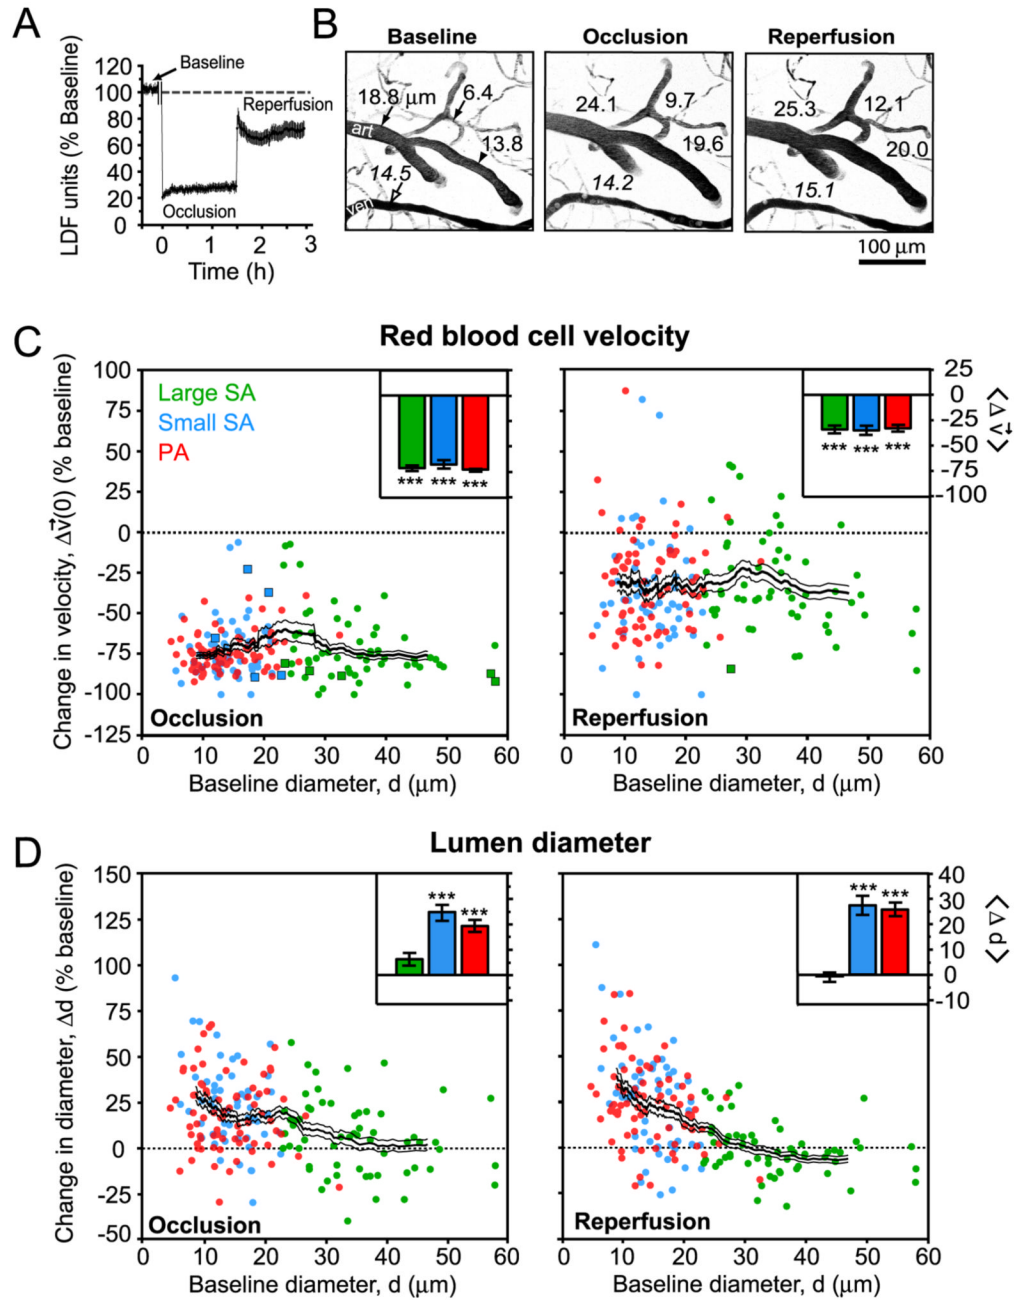 A
LDF units (% Baseline)
120
100
80
60
40
20
0
Baseline
Reperfusion
Occlusion
0 1 2 3
Time (h)
B
Baseline Occlusion Reperfusion
18.8 μm
6.4
13.8
14.5
art
ven
24.1
9.7
19.6
14.2
25.3
12.1
20.0
15.1
100 μm
C
Red blood cell velocity
Change in velocity, Δv⃗(0) (% baseline)
100
75
50
25
0
-25
-50
-75
-100
-125
Large SA
Small SA
PA
*** *** ***
Occlusion
0 10 20 30 40 50 60
Baseline diameter, d (μm)
*** *** ***
25
0
-25
-50
-75
-100
⟨Δv⃗⟩
Reperfusion
0 10 20 30 40 50 60
Baseline diameter, d (μm)
D
Lumen diameter
Change in diameter, Δd (% baseline)
150
125
100
75
50
25
0
-25
-50
*** ***
Occlusion
0 10 20 30 40 50 60
Baseline diameter, d (μm)
*** ***
40
30
20
10
0
-10
⟨Δd⟩
Reperfusion
0 10 20 30 40 50 60
Baseline diameter, d (μm)